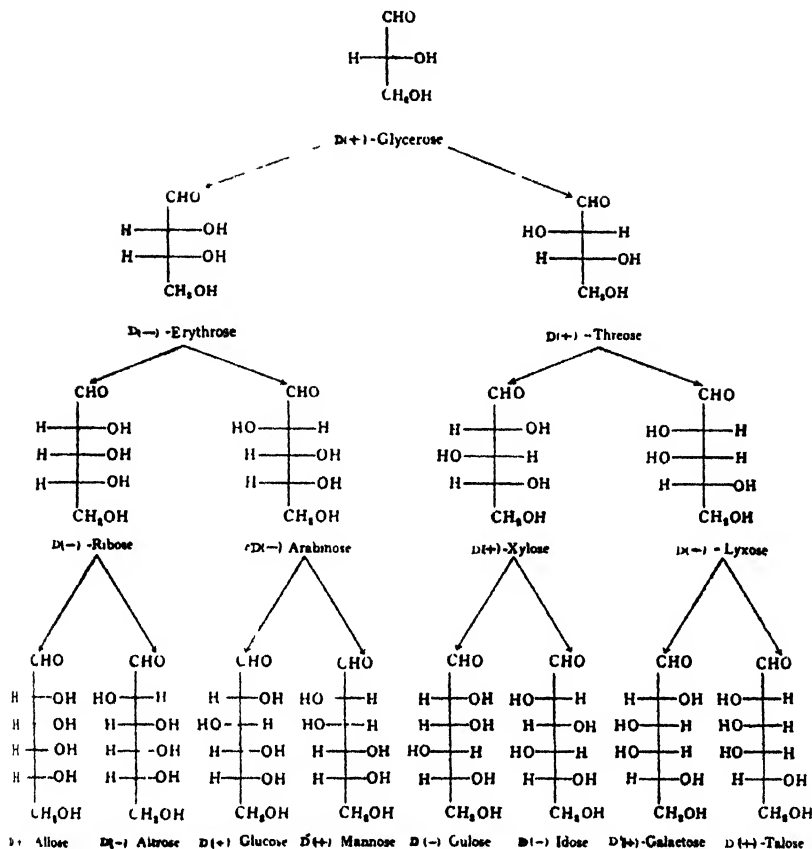 CHO
H OH
CH₂OH
D(+)-Glycerose
CHO CHO
H OH HO H
H OH H OH
CH₂OH CH₂OH
D(-)-Erythrose D(+)-Threose
CHO CHO CHO CHO
H OH HO H H OH HO H
H OH H OH HO H HO H
H OH H OH H OH H OH
CH₂OH CH₂OH CH₂OH CH₂OH
D(-)-Ribose D(-) Arabinose D(+)-Xylose D(-)-Lyxose
CHO CHO CHO CHO CHO CHO CHO CHO
H OH HO H H OH HO H H OH HO H H OH HO H
H OH H OH HO H HO H H OH H OH HO H HO H
H OH H OH H OH H OH HO H HO H HO H HO H
H OH H OH H OH H OH H OH H OH H OH H OH
CH₂OH CH₂OH CH₂OH CH₂OH CH₂OH CH₂OH CH₂OH CH₂OH
Allose D(-) Altrose D(+) Glucose D(+) Mannose D(-) Gulose D(-) Idose D(+)-Galactose D(+)-Talose